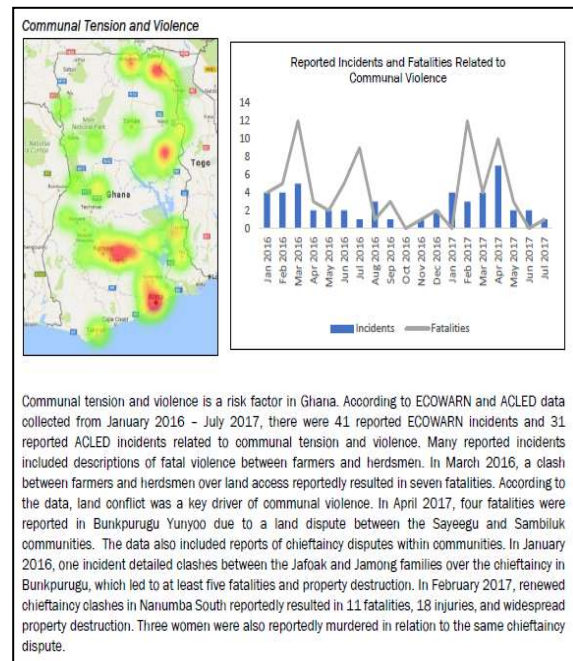 Communal Tension and Violence
Togo
Ghana
Cape Coast
Reported Incidents and Fatalities Related to
Communal Violence
14
12
10
8
6
4
2
0
Jan 2016
Feb 2016
Mar 2016
Apr 2016
May 2016
Jun 2016
Jul 2016
Aug 2016
Sep 2016
Oct 2016
Nov 2016
Dec 2016
Jan 2017
Feb 2017
Mar 2017
Apr 2017
May 2017
Jun 2017
Jul 2017
Incidents Fatalities
Communal tension and violence is a risk factor in Ghana. According to ECOWARN and ACLED data
collected from January 2016 – July 2017, there were 41 reported ECOWARN incidents and 31
reported ACLED incidents related to communal tension and violence. Many reported incidents
included descriptions of fatal violence between farmers and herdsmen. In March 2016, a clash
between farmers and herdsmen over land access reportedly resulted in seven fatalities. According to
the data, land conflict was a key driver of communal violence. In April 2017, four fatalities were
reported in Bunkpurugu Yunyoo due to a land dispute between the Sayeegu and Sambiluk
communities. The data also included reports of chieftaincy disputes within communities. In January
2016, one incident detailed clashes between the Jafoak and Jamong families over the chieftaincy in
Bunkpurugu, which led to at least five fatalities and property destruction. In February 2017, renewed
chieftaincy clashes in Nanumba South reportedly resulted in 11 fatalities, 18 injuries, and widespread
property destruction. Three women were also reportedly murdered in relation to the same chieftaincy
dispute.